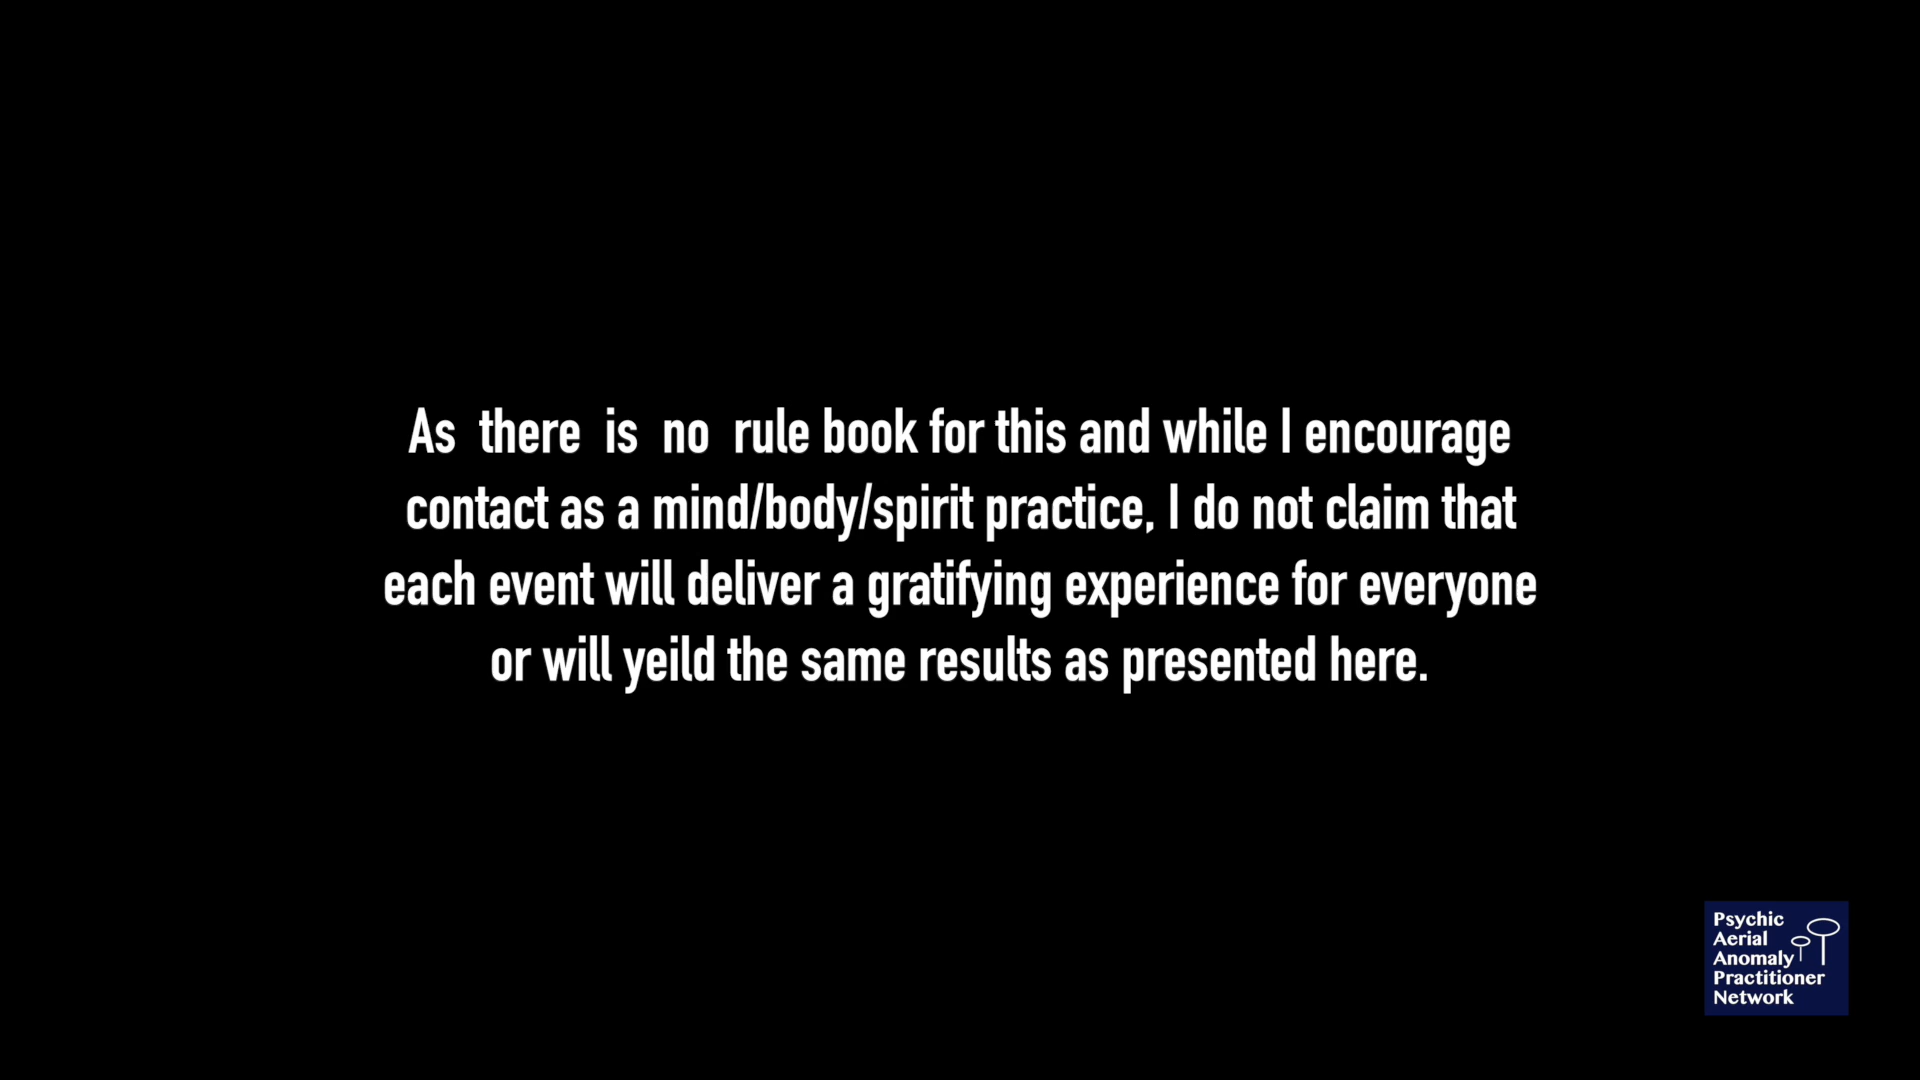 As there is no rule book for this and while I encourage
contact as a mind/body/spirit practice, I do not claim that
each event will deliver a gratifying experience for everyone
or will yeild the same results as presented here.
Psychic
Aerial
Anomaly
Practitioner
Network